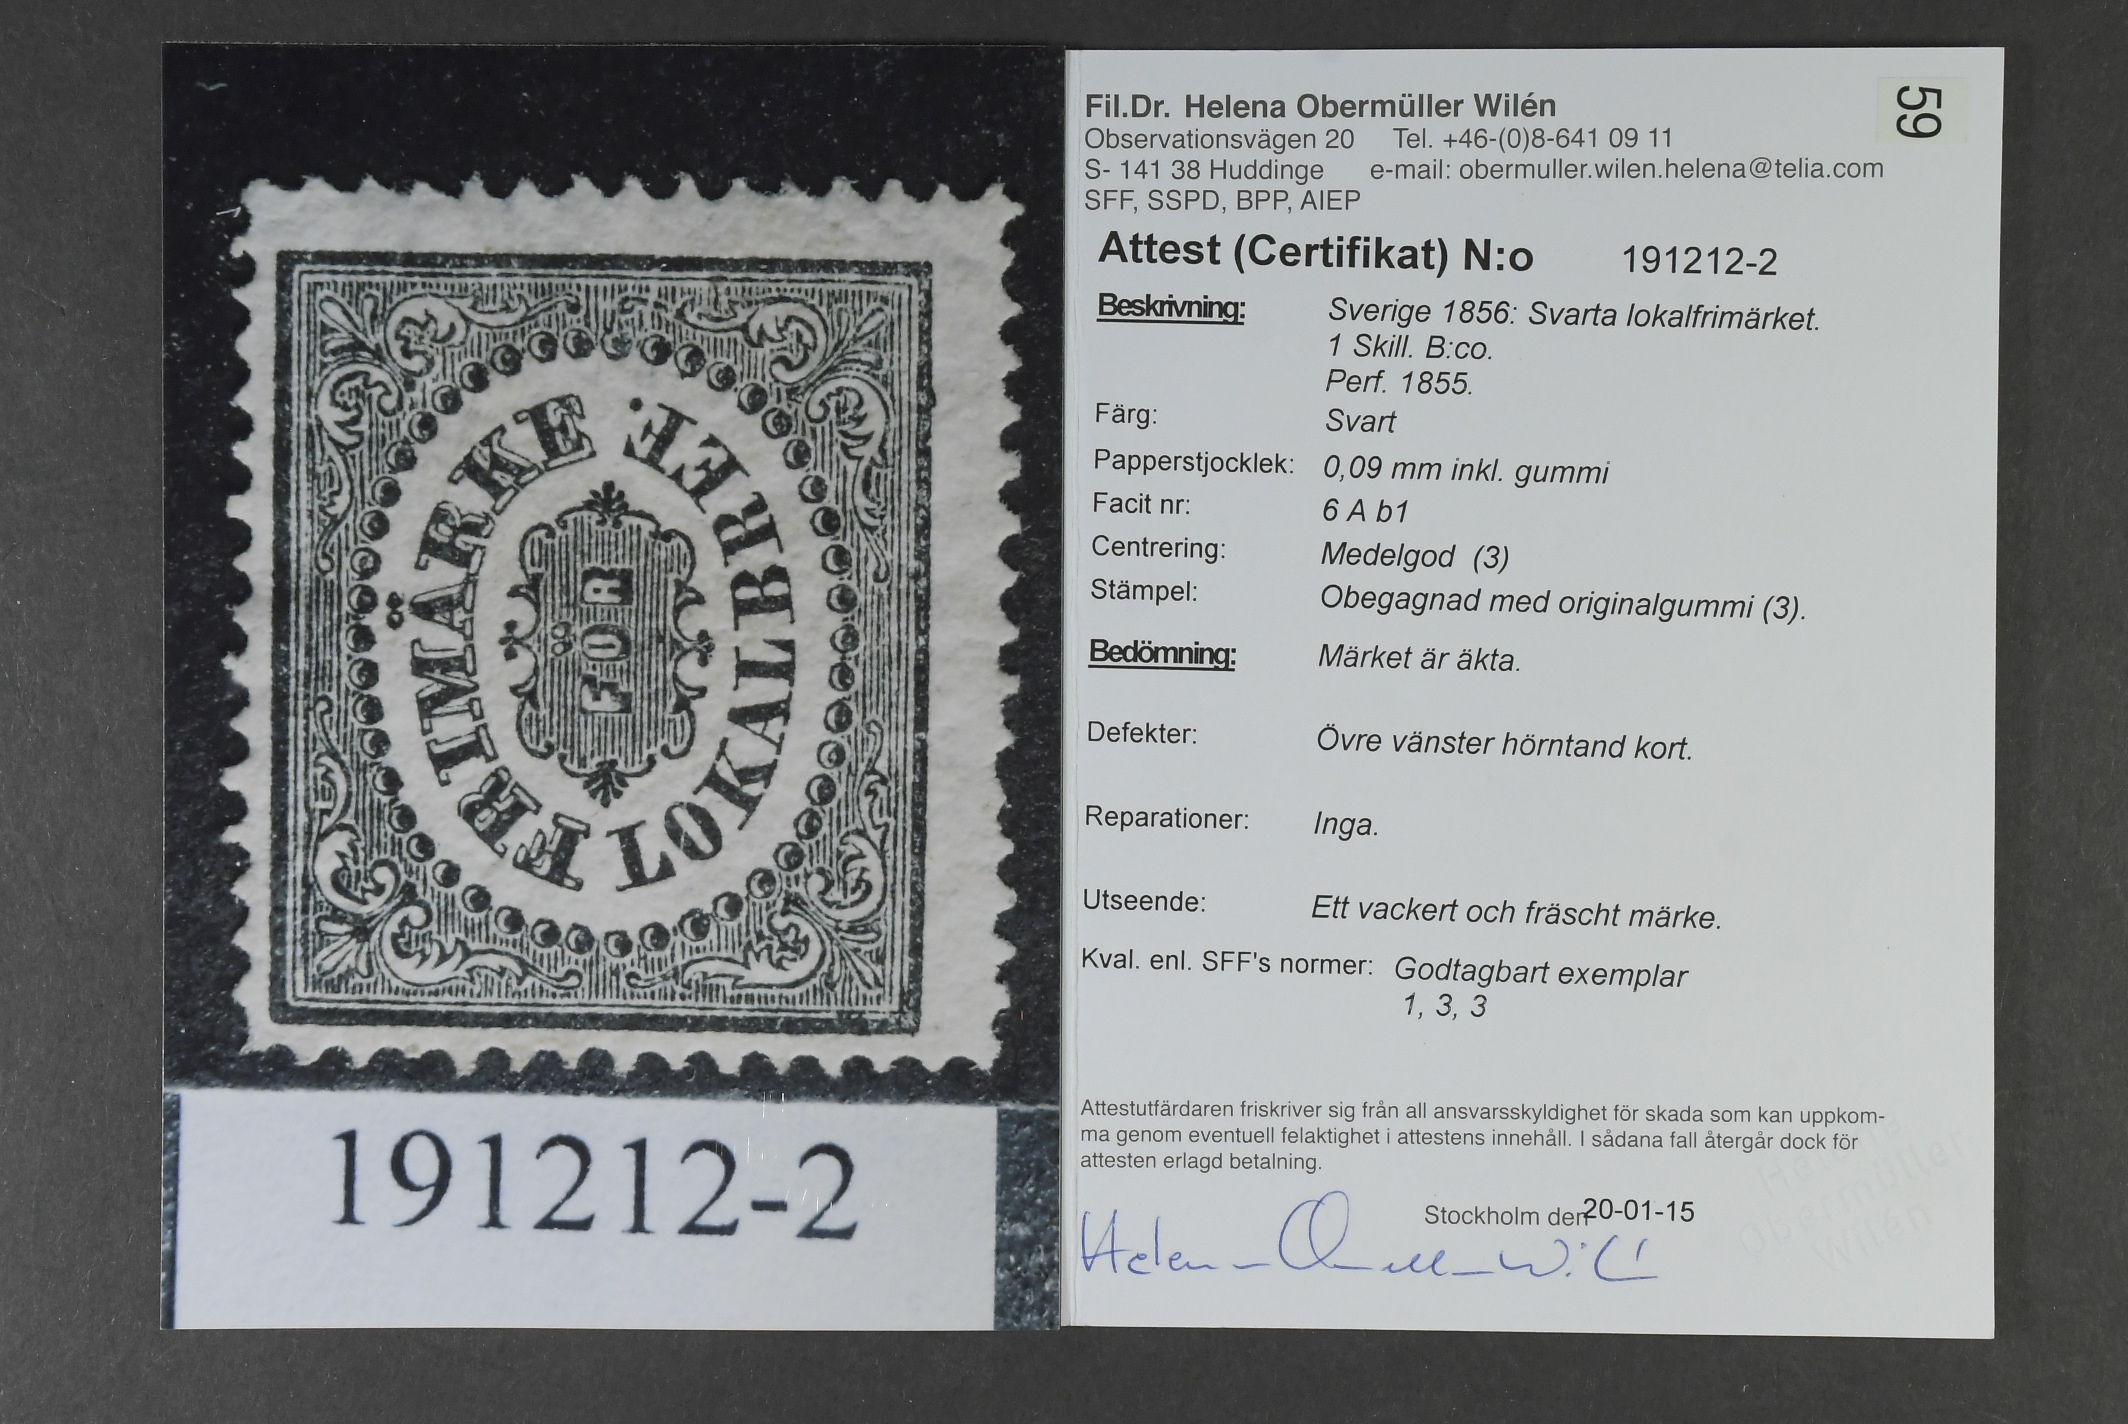 FRIMÄRKE
FÖR
LOKALBREF.
191212-2
59
Fil.Dr. Helena Obermüller Wilén
Observationsvägen 20 Tel. +46-(0)8-641 09 11
S- 141 38 Huddinge e-mail: obermuller.wilen.helena@telia.com
SFF, SSPD, BPP, AIEP
Attest (Certifikat) N:o 191212-2
Beskrivning: Sverige 1856: Svarta lokalfrimärket.
1 Skill. B:co.
Perf. 1855.
Färg: Svart
Papperstjocklek: 0,09 mm inkl. gummi
Facit nr: 6 A b1
Centrering: Medelgod (3)
Stämpel: Obegagnad med originalgummi (3).
Bedömning: Märket är äkta.
Defekter: Övre vänster hörntand kort.
Reparationer: Inga.
Utseende: Ett vackert och fräscht märke.
Kval. enl. SFF's normer: Godtagbart exemplar
1, 3, 3
Attestutfärdaren friskriver sig från all ansvarsskyldighet för skada som kan uppkom-
ma genom eventuell felaktighet i attestens innehåll. I sådana fall återgår dock för
attesten erlagd betalning.
Stockholm den 20-01-15
Helena Obermüller Wilén